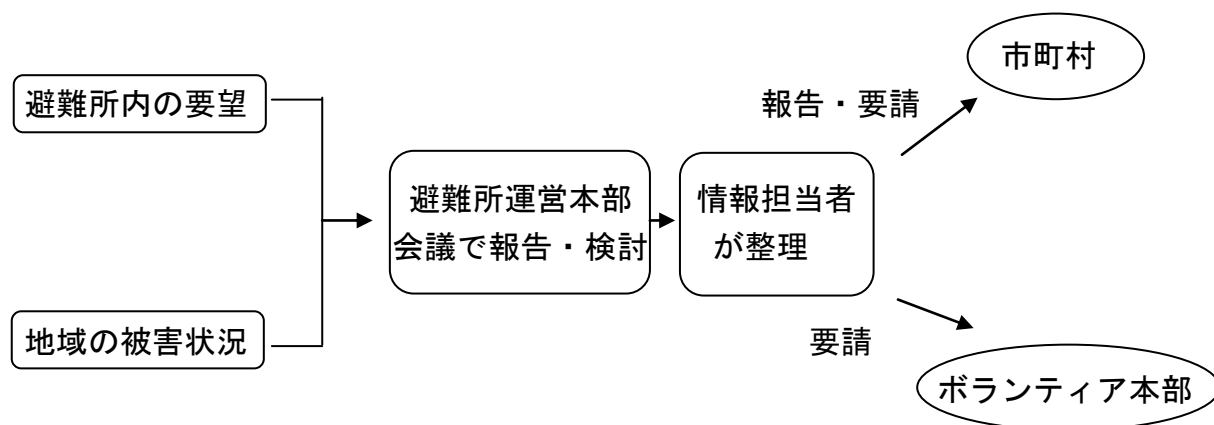 避難所内の要望
地域の被害状況
避難所運営本部
会議で報告・検討
情報担当者
が整理
報告・要請
市町村
要請
ボランティア本部